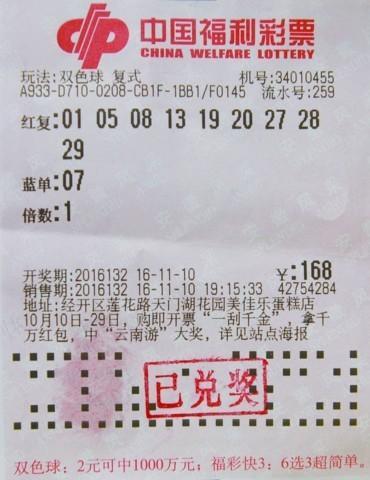 中国福利彩票
CHINA WELFARE LOTTERY
玩法:双色球 复式 机号:34010455
A933-D710-0208-CB1F-1BB1/F0145 流水号:259
红复:01 05 08 13 19 20 27 28
29
蓝单:07
倍数:1
开奖期:2016132 16-11-10 ¥:168
销售期:2016132 16-11-10 19:15:33 42754284
地址:经开区莲花路天门湖花园美佳乐蛋糕店
10月10日-29日,购即开票“一刮千金”,拿千
万红包,中“云南游”大奖,详见站点海报
已兑奖
双色球:2元可中1000万元;福彩快3:6选3超简单。